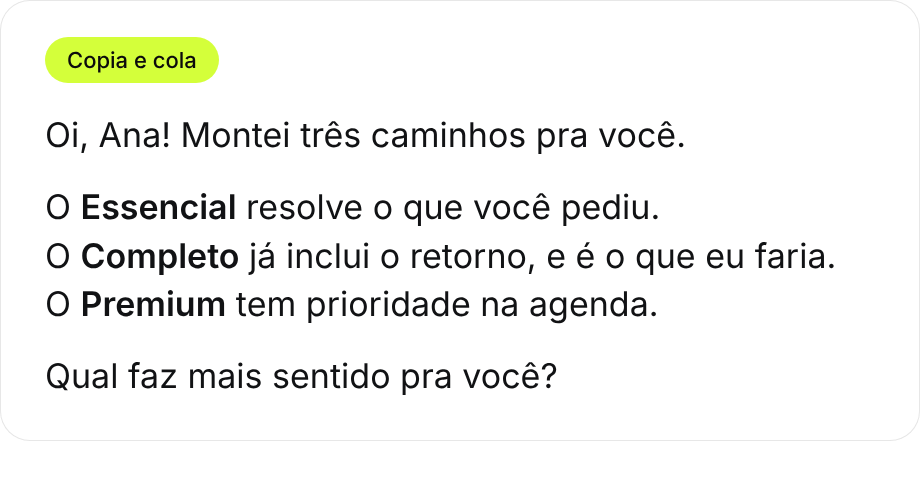 Copia e cola
Oi, Ana! Montei três caminhos pra você.
O Essencial resolve o que você pediu.
O Completo já inclui o retorno, e é o que eu faria.
O Premium tem prioridade na agenda.
Qual faz mais sentido pra você?